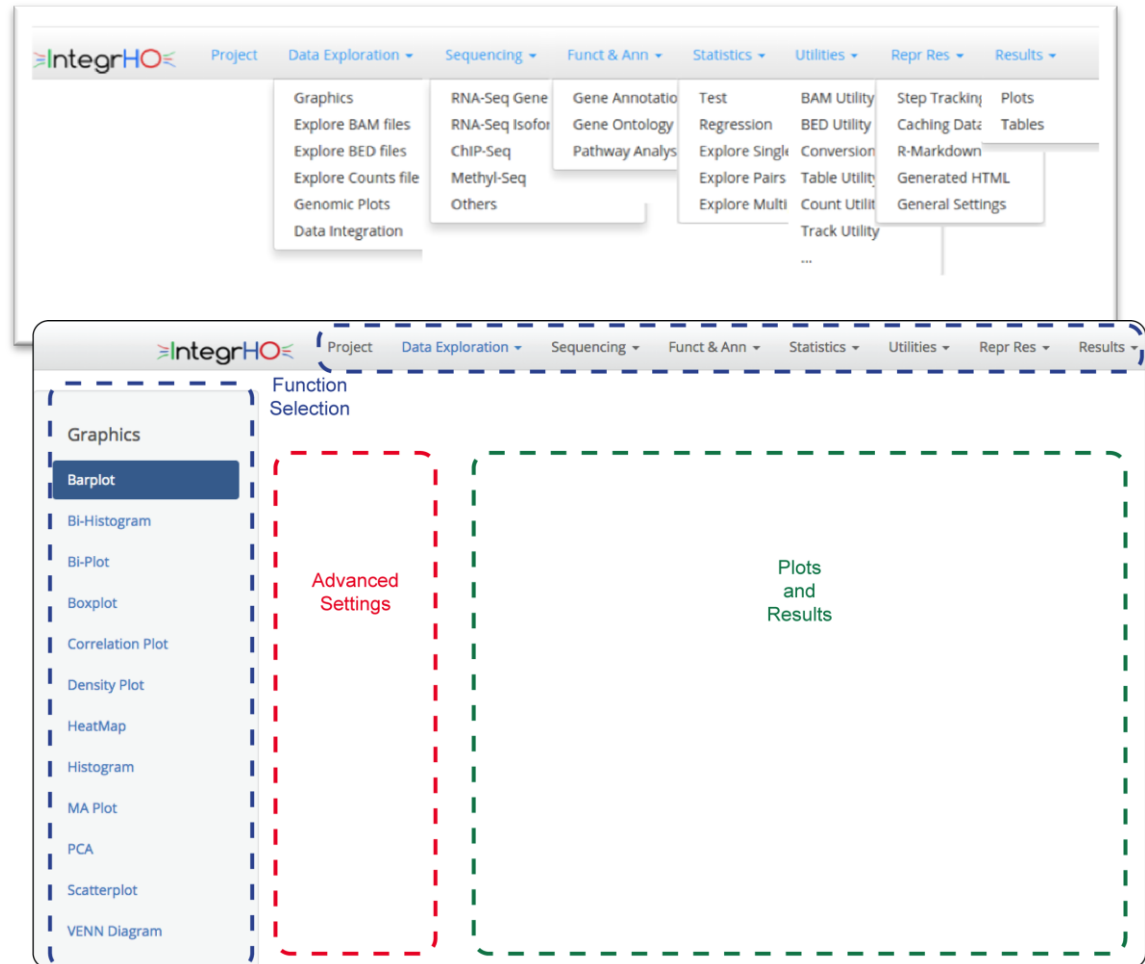 IntegrHO Project Data Exploration Sequencing Funct & Ann Statistics Utilities Repr Res Results
Graphics
Explore BAM files
Explore BED files
Explore Counts file
Genomic Plots
Data Integration
RNA-Seq Gene
RNA-Seq Isofor
ChIP-Seq
Methyl-Seq
Others
Gene Annotatio
Gene Ontology
Pathway Analys
Test
Regression
Explore Single
Explore Pairs
Explore Multi
BAM Utility
BED Utility
Conversion
Table Utility
Count Utilit
Track Utility
...
Step Tracking
Caching Data
R-Markdown
Generated HTML
General Settings
Plots
Tables
IntegrHO Project Data Exploration Sequencing Funct & Ann Statistics Utilities Repr Res Results
Function
Selection
Graphics
Barplot
Bi-Histogram
Bi-Plot
Boxplot
Correlation Plot
Density Plot
HeatMap
Histogram
MA Plot
PCA
Scatterplot
VENN Diagram
Advanced
Settings
Plots
and
Results